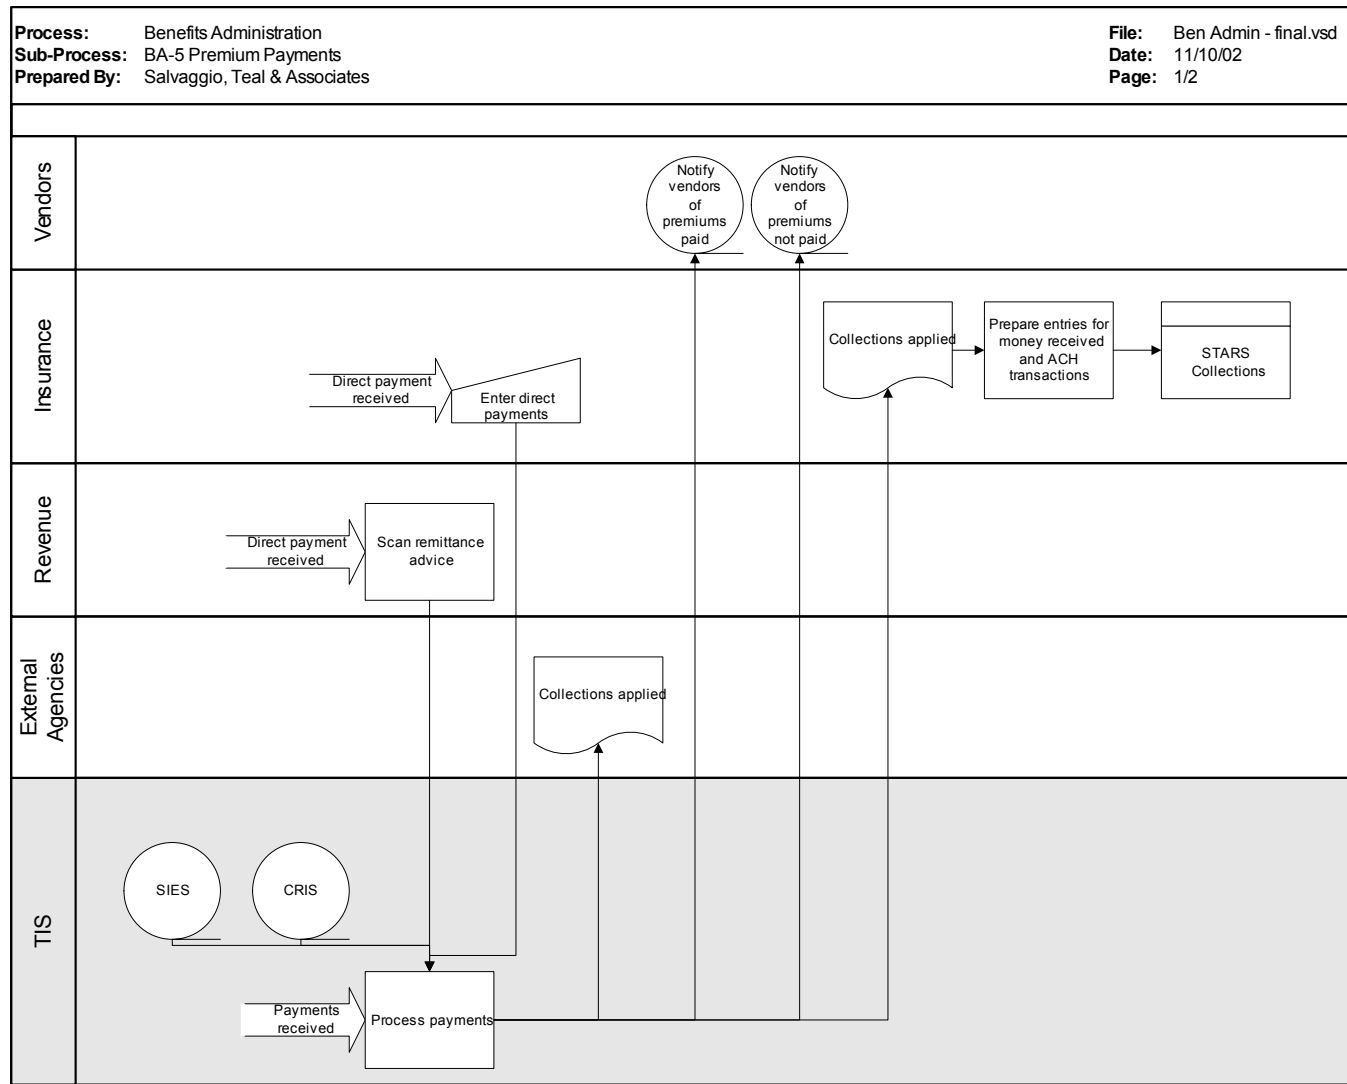 Process: Benefits Administration
Sub-Process: BA-5 Premium Payments
Prepared By: Salvaggio, Teal & Associates
File: Ben Admin - final.vsd
Date: 11/10/02
Page: 1/2
Vendors
Notify
vendors
of
premiums
paid
Notify
vendors
of
premiums
not paid
Insurance
Direct payment
received
Enter direct
payments
Collections applied
Prepare entries for
money received
and ACH
transactions
STARS
Collections
Revenue
Direct payment
received
Scan remittance
advice
External
Agencies
Collections applied
TIS
SIES
CRIS
Payments
received
Process payments